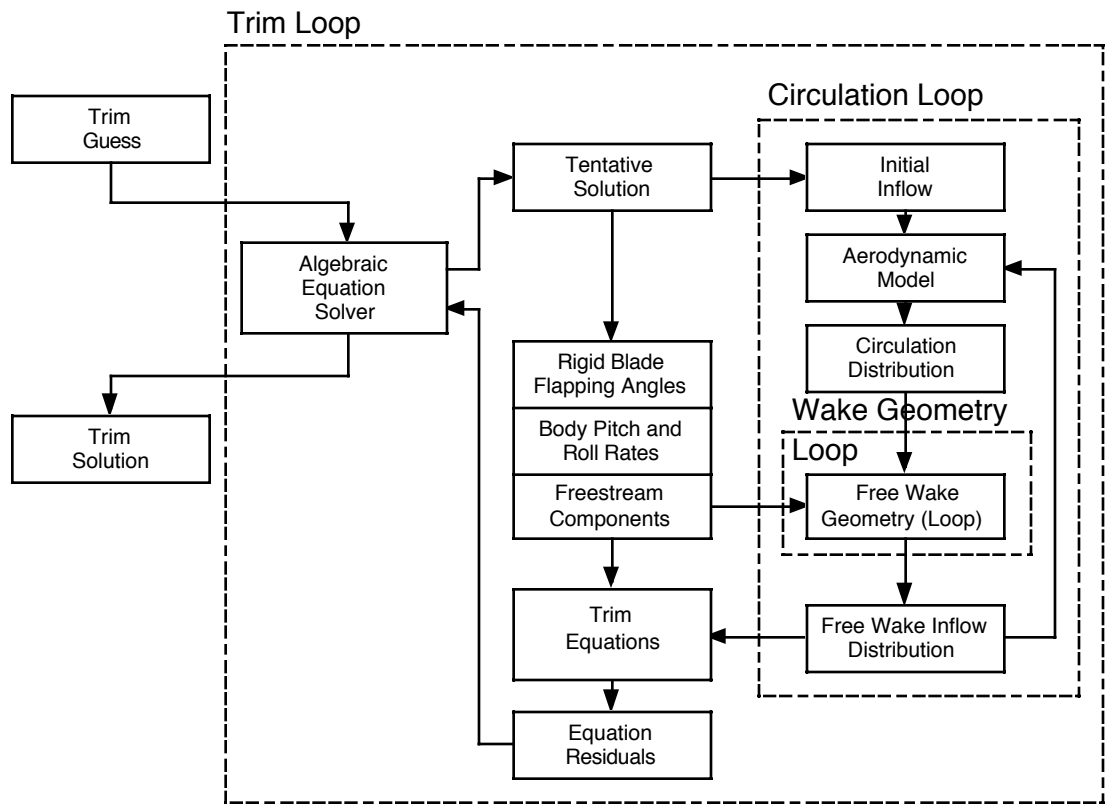 Trim Loop
Trim
Guess
Circulation Loop
Tentative
Solution
Initial
Inflow
Algebraic
Equation
Solver
Aerodynamic
Model
Rigid Blade
Flapping Angles
Circulation
Distribution
Trim
Solution
Body Pitch and
Roll Rates
Wake Geometry
Loop
Freestream
Components
Free Wake
Geometry (Loop)
Trim
Equations
Free Wake Inflow
Distribution
Equation
Residuals